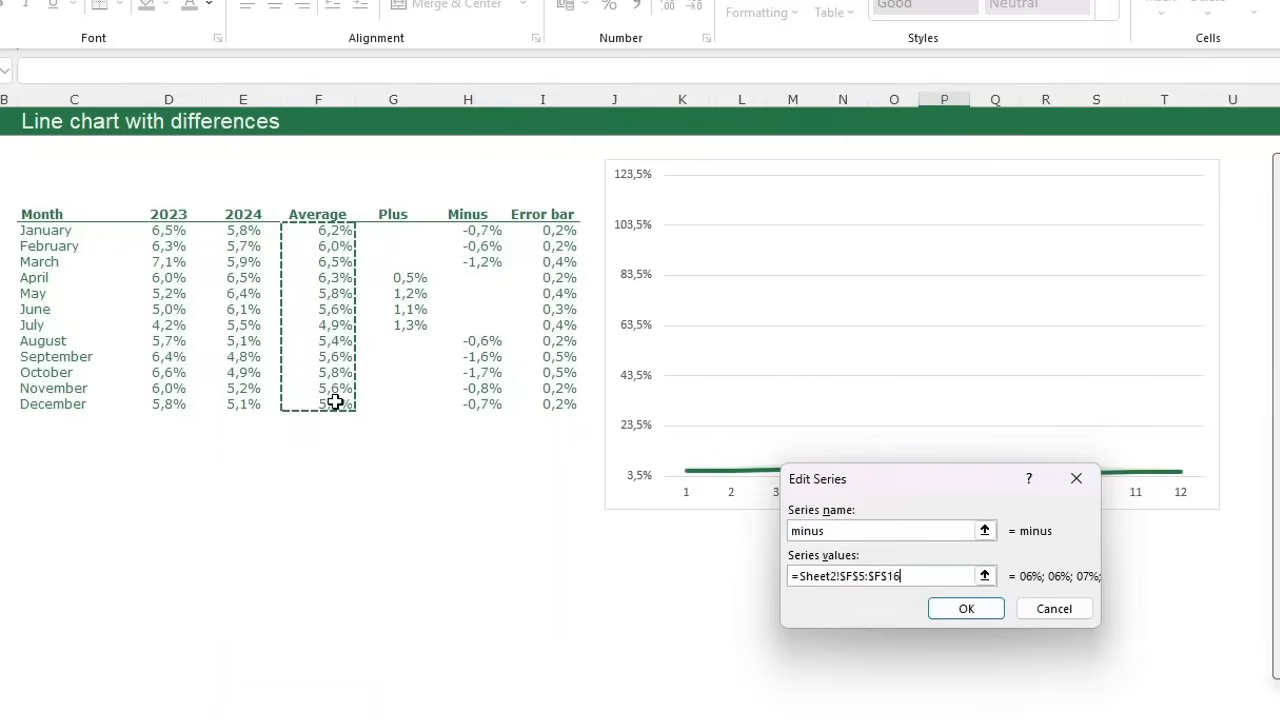 Merge & Center
Formatting
Table
Good
Neutral
Font
Alignment
Number
Styles
Cells
B C D E F G H I J K L M N O P Q R S T U
Line chart with differences
Month 2023 2024 Average Plus Minus Error bar
January 6,5% 5,8% 6,2% -0,7% 0,2%
February 6,3% 5,7% 6,0% -0,6% 0,2%
March 7,1% 5,9% 6,5% -1,2% 0,4%
April 6,0% 6,5% 6,3% 0,5% 0,2%
May 5,2% 6,4% 5,8% 1,2% 0,4%
June 5,0% 6,1% 5,6% 1,1% 0,3%
July 4,2% 5,5% 4,9% 1,3% 0,4%
August 5,7% 5,1% 5,4% -0,6% 0,2%
September 6,4% 4,8% 5,6% -1,6% 0,5%
October 6,6% 4,9% 5,8% -1,7% 0,5%
November 6,0% 5,2% 5,6% -0,8% 0,2%
December 5,8% 5,1% -0,7% 0,2%
123,5%
103,5%
83,5%
63,5%
43,5%
23,5%
3,5%
1 2 3 11 12
Edit Series ?
Series name:
minus = minus
Series values:
=Sheet2!$F$5:$F$16 = 06%; 06%; 07%;
OK Cancel